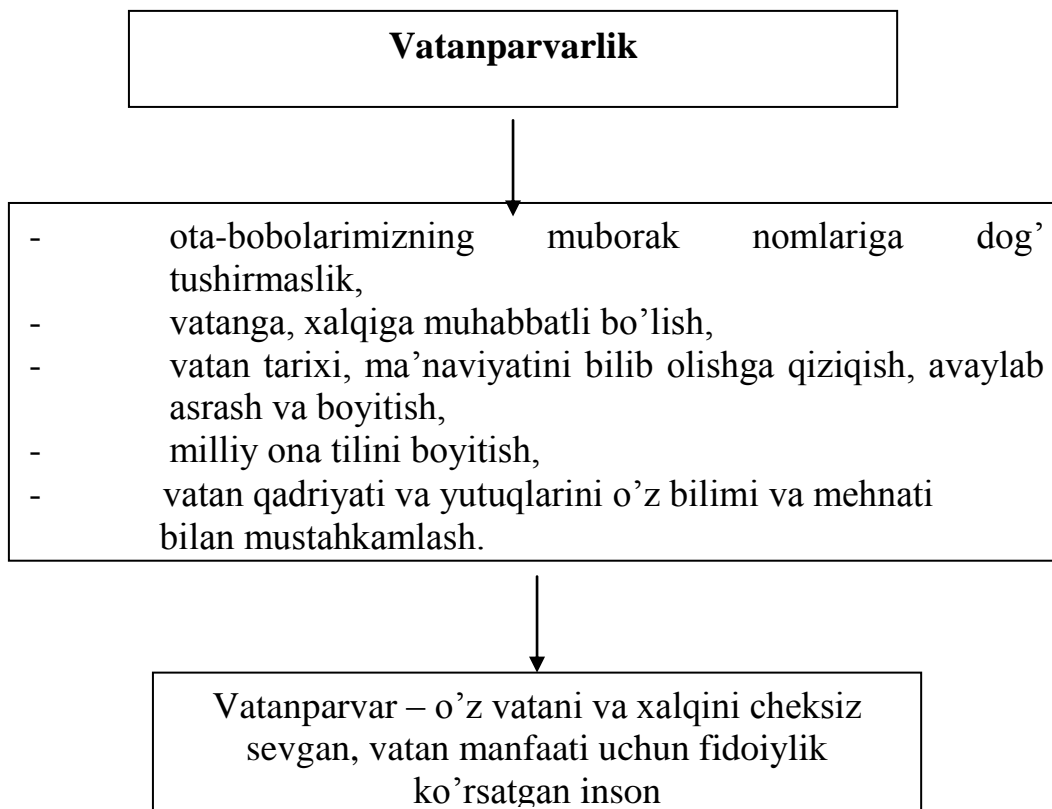 Vatanparvarlik
- ota-bobolarimizning muborak nomlariga dog’
tushirmaslik,
- vatanga, xalqiga muhabbatli bo’lish,
- vatan tarixi, ma’naviyatini bilib olishga qiziqish, avaylab
asrash va boyitish,
- milliy ona tilini boyitish,
- vatan qadriyati va yutuqlarini o’z bilimi va mehnati
bilan mustahkamlash.
Vatanparvar – o’z vatani va xalqini cheksiz
sevgan, vatan manfaati uchun fidoiylik
ko’rsatgan inson